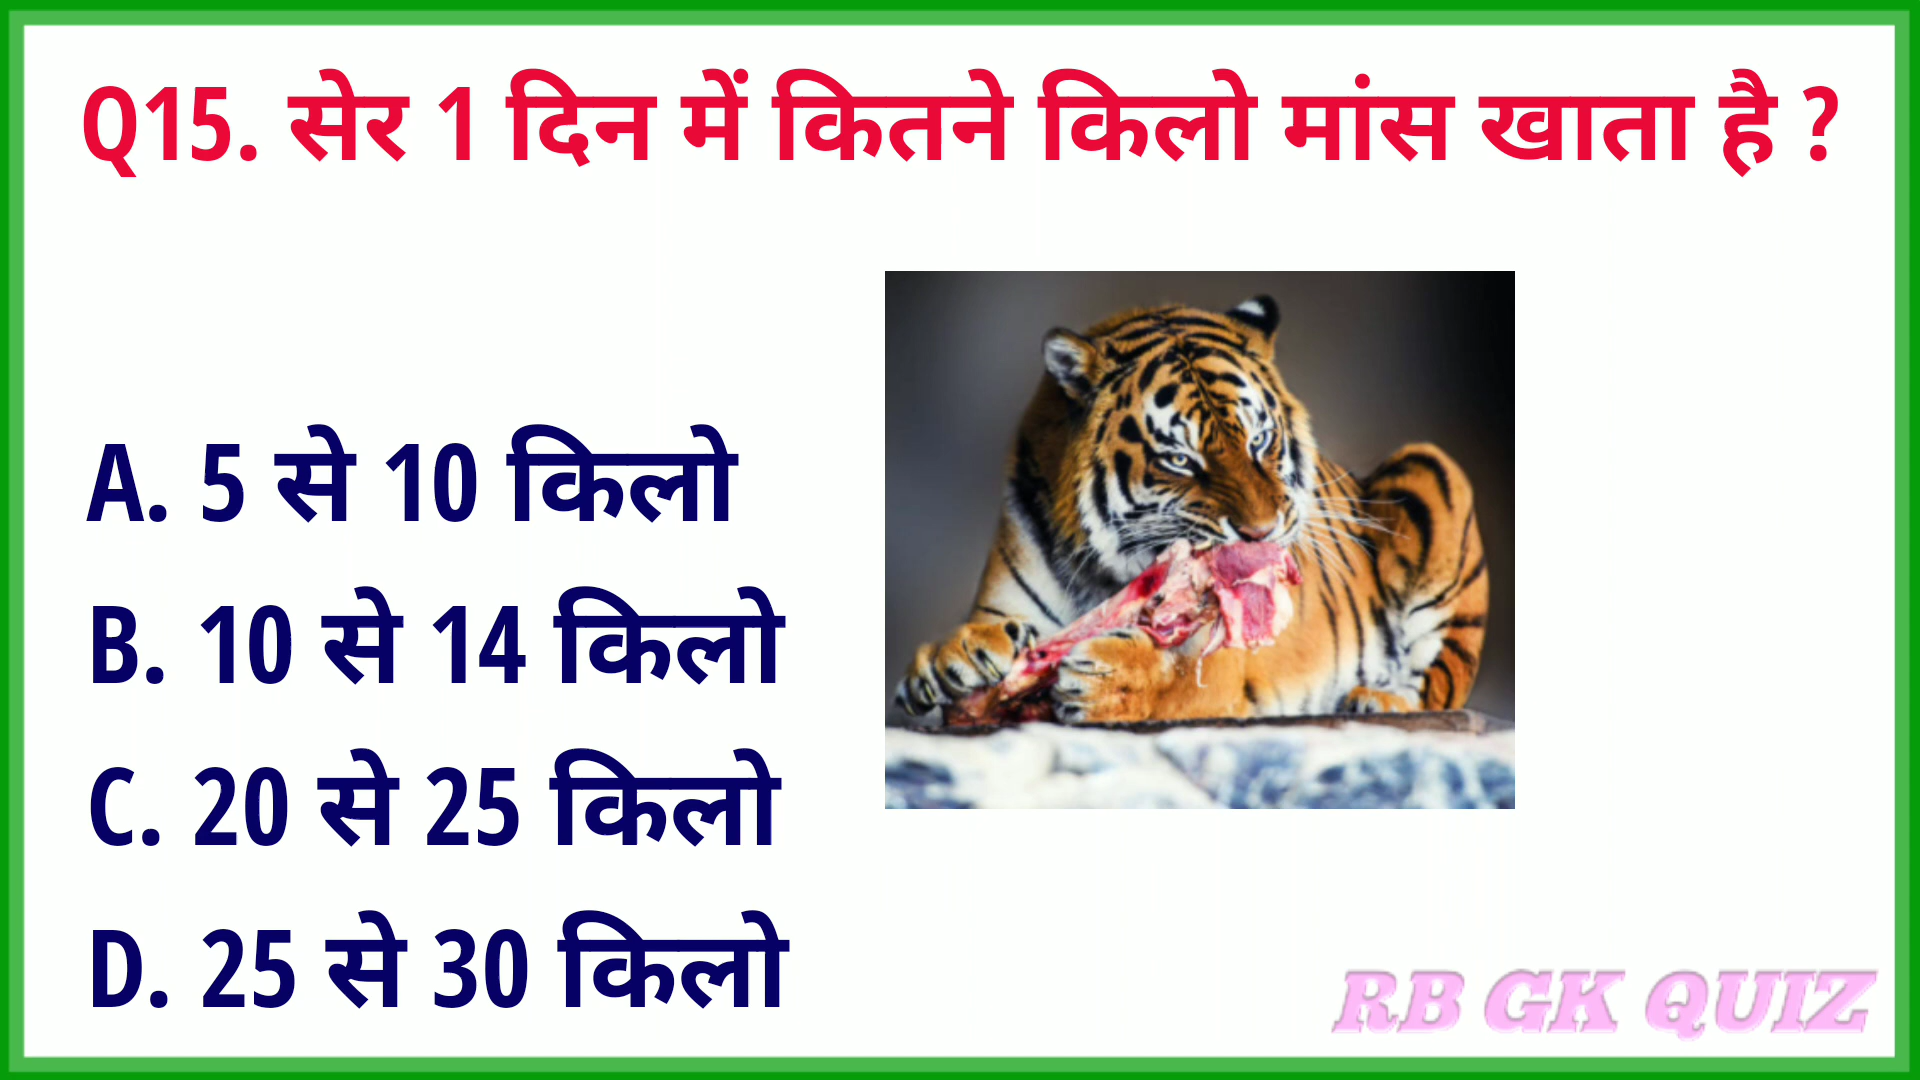 Q15. सेर 1 दिन में कितने किलो मांस खाता है ?
A. 5 से 10 किलो
B. 10 से 14 किलो
C. 20 से 25 किलो
D. 25 से 30 किलो
RB GK QUIZ